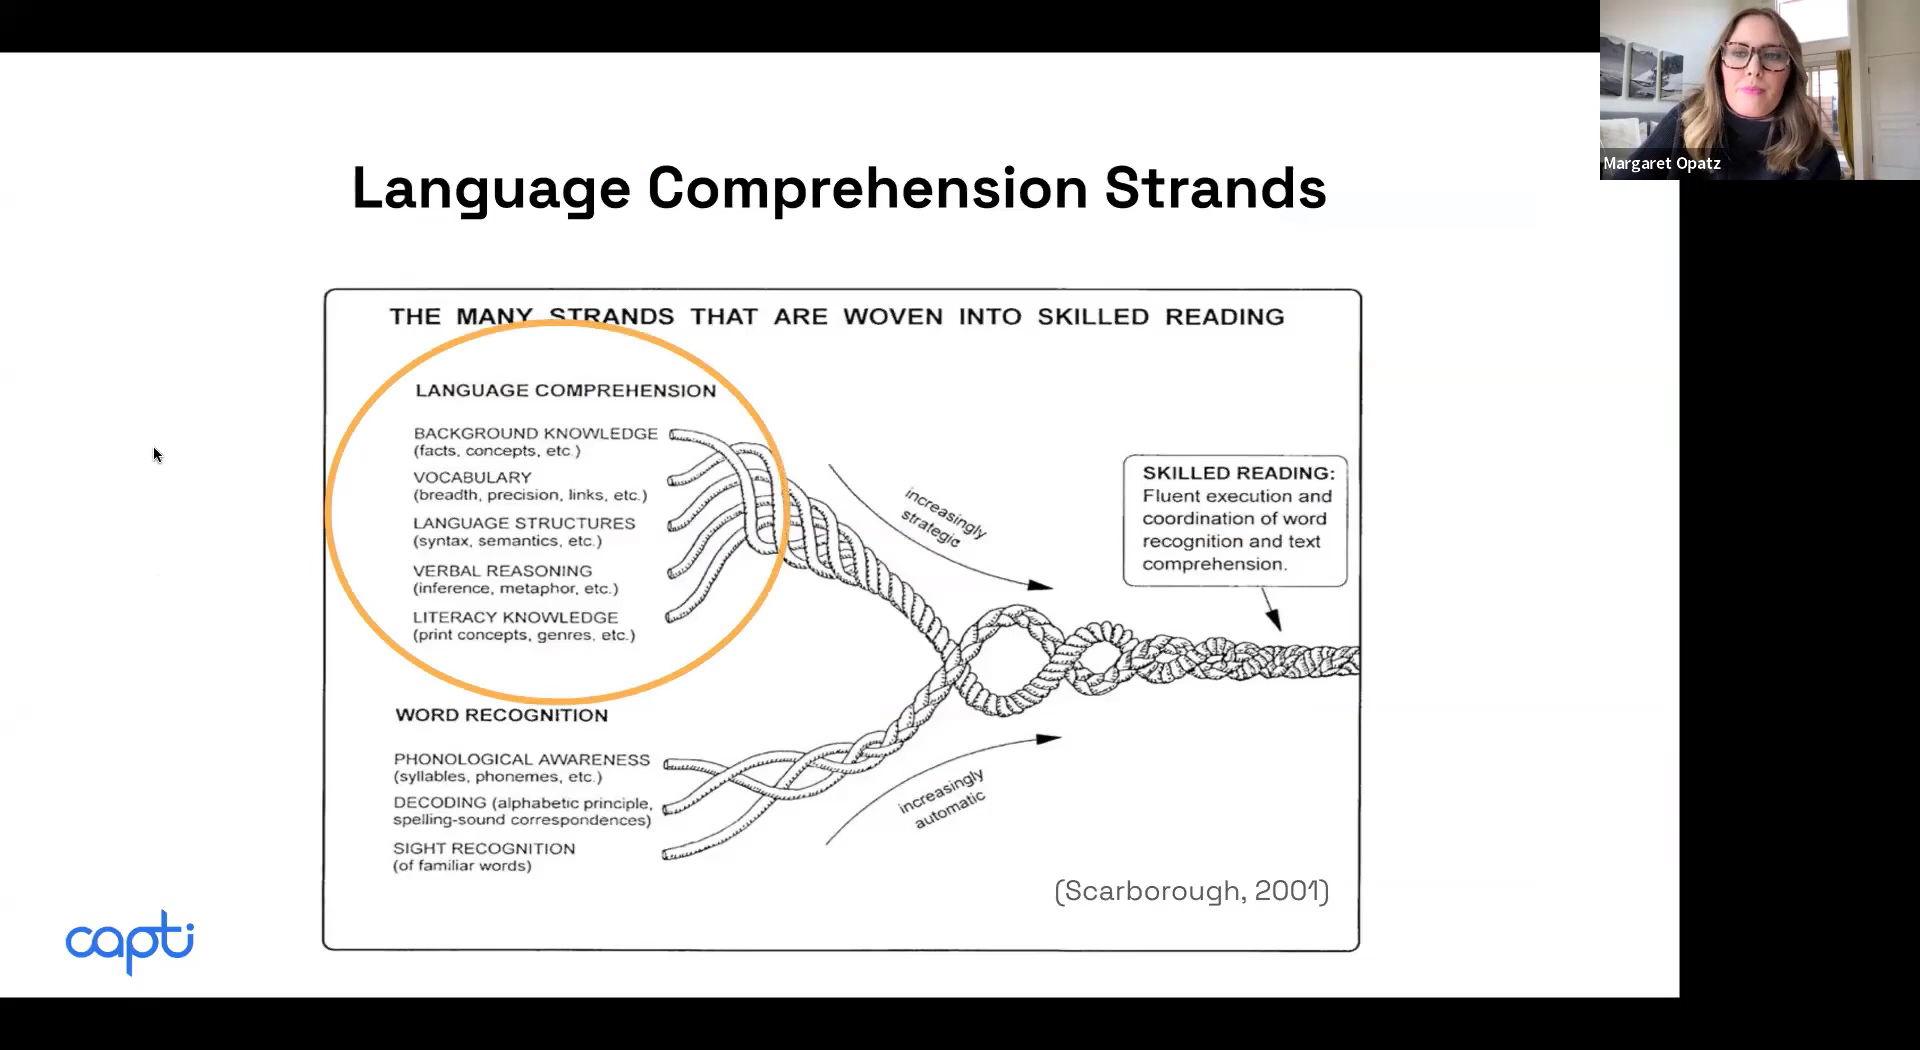 Language Comprehension Strands
Margaret Opatz
THE MANY STRANDS THAT ARE WOVEN INTO SKILLED READING
LANGUAGE COMPREHENSION
BACKGROUND KNOWLEDGE
(facts, concepts, etc.)
VOCABULARY
(breadth, precision, links, etc.)
LANGUAGE STRUCTURES
(syntax, semantics, etc.)
VERBAL REASONING
(inference, metaphor, etc.)
LITERACY KNOWLEDGE
(print concepts, genres, etc.)
increasingly
strategic
SKILLED READING:
Fluent execution and
coordination of word
recognition and text
comprehension.
WORD RECOGNITION
PHONOLOGICAL AWARENESS
(syllables, phonemes, etc.)
DECODING (alphabetic principle,
spelling-sound correspondences)
SIGHT RECOGNITION
(of familiar words)
increasingly
automatic
(Scarborough, 2001)
capti